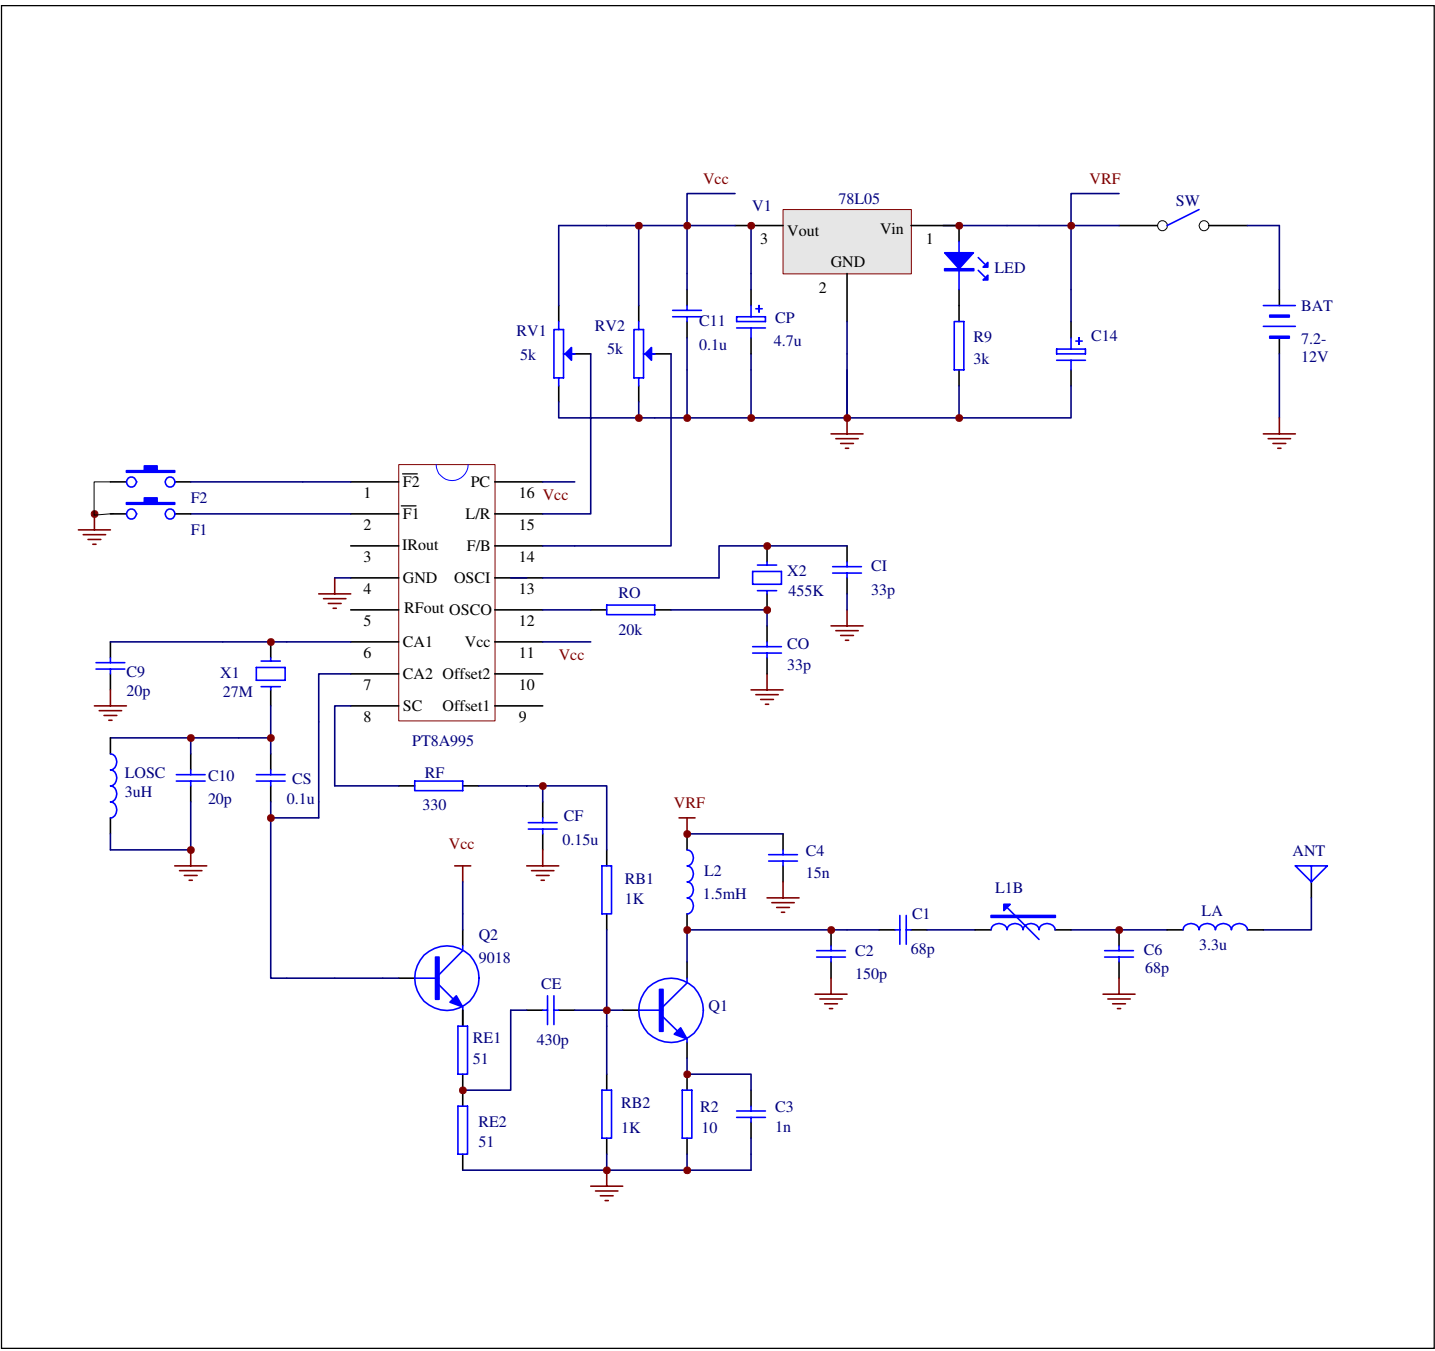 Vcc
V1
78L05
VRF
SW
3
Vout
Vin
1
GND
2
LED
RV1
5k
RV2
5k
C11
0.1u
CP
4.7u
R9
3k
C14
BAT
7.2-
12V
F2
F1
1
F2
PC
16
Vcc
2
F1
L/R
15
3
IRout
F/B
14
4
GND
OSCI
13
5
RFout
OSCO
12
6
CA1
Vcc
11
Vcc
7
CA2
Offset2
10
8
SC
Offset1
9
PT8A995
RO
20k
X2
455K
CI
33p
CO
33p
C9
20p
X1
27M
LOSC
3uH
C10
20p
CS
0.1u
RF
330
CF
0.15u
Vcc
VRF
RB1
1K
L2
1.5mH
C4
15n
Q2
9018
CE
430p
Q1
C2
150p
C1
68p
L1B
C6
68p
LA
3.3u
ANT
RE1
51
RE2
51
RB2
1K
R2
10
C3
1n